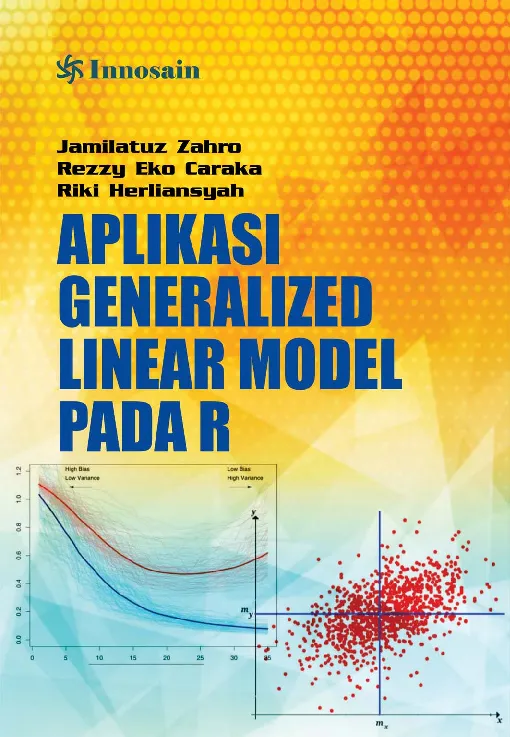 Innosain
Jamilatuz Zahro
Rezzy Eko Caraka
Riki Herliansyah
APLIKASI
GENERALIZED
LINEAR MODEL
PADA R
High Bias
Low Variance
Low Bias
High Variance
1.2
1.0
0.8
0.6
0.4
0.2
0.0
0 5 10 15 20 25 30 35
y
my
mx
x